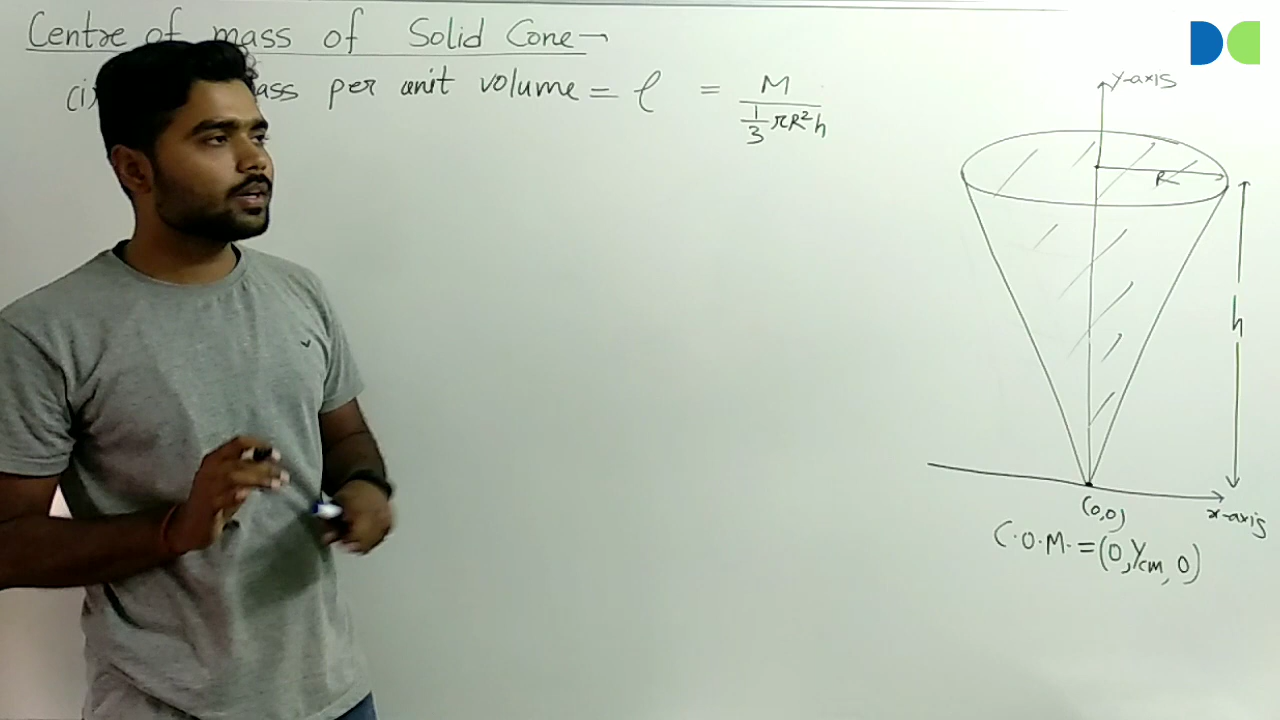 Centre of mass of Solid Cone →
(i) ass per unit volume = ρ = M / (1/3 πR²h)
y-axis
R
h
(0,0)
x-axis
C.O.M. = (0, Ycm, 0)